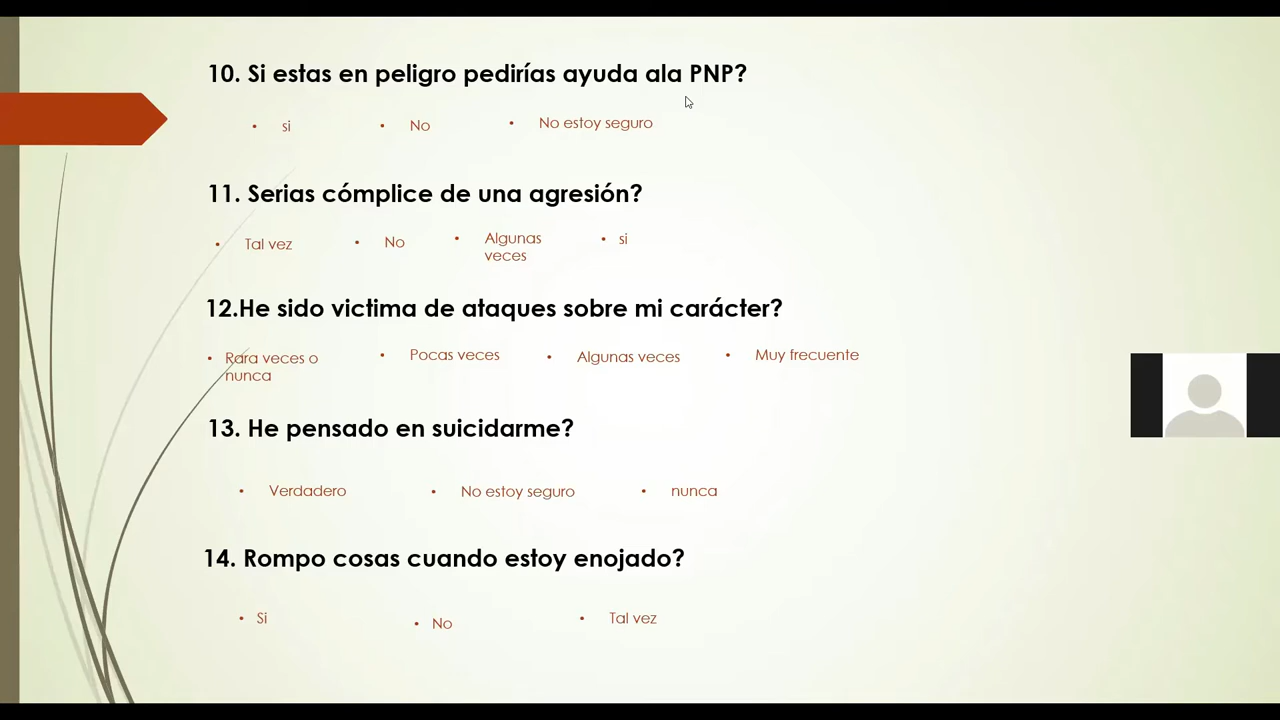 10. Si estas en peligro pedirías ayuda ala PNP?
• si • No • No estoy seguro
11. Serias cómplice de una agresión?
• Tal vez • No • Algunas veces • si
12.He sido victima de ataques sobre mi carácter?
• Rara veces o nunca • Pocas veces • Algunas veces • Muy frecuente
13. He pensado en suicidarme?
• Verdadero • No estoy seguro • nunca
14. Rompo cosas cuando estoy enojado?
• Si • No • Tal vez